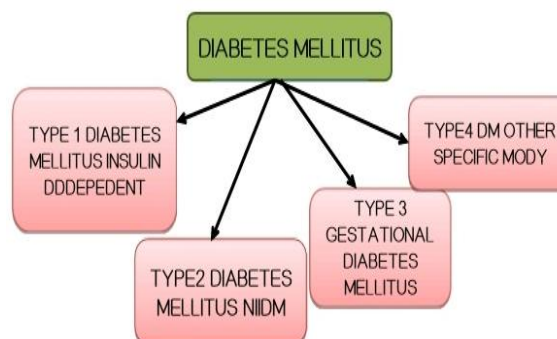 DIABETES MELLITUS
TYPE 1 DIABETES
MELLITUS INSULIN
DDDEPEDENT
TYPE2 DIABETES
MELLITUS NIIDM
TYPE 3
GESTATIONAL
DIABETES
MELLITUS
TYPE4 DM OTHER
SPECIFIC MODY